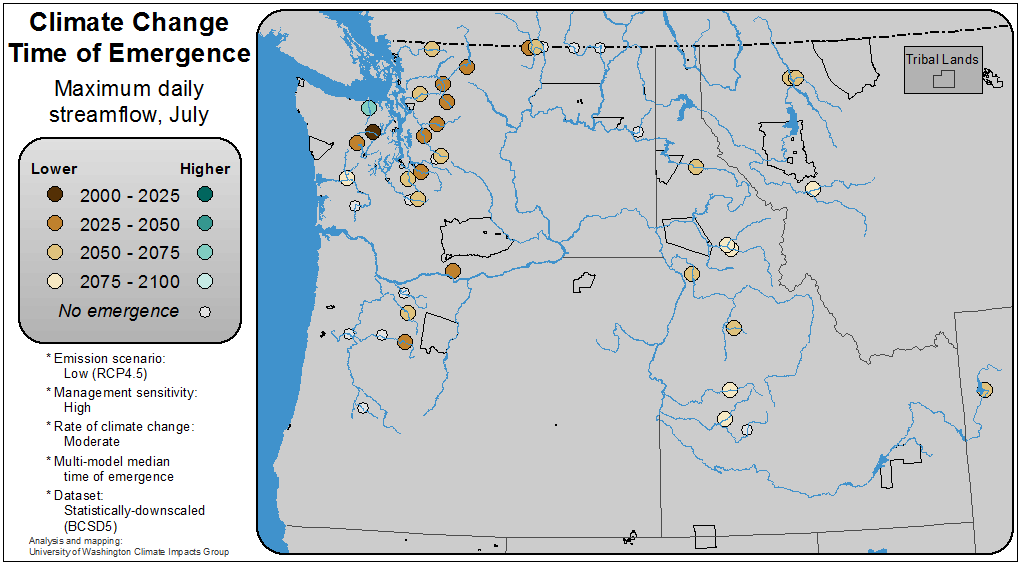 Climate Change
Time of Emergence
Maximum daily
streamflow, July
Lower Higher
2000 - 2025
2025 - 2050
2050 - 2075
2075 - 2100
No emergence
* Emission scenario:
Low (RCP4.5)
* Management sensitivity:
High
* Rate of climate change:
Moderate
* Multi-model median
time of emergence
* Dataset:
Statistically-downscaled
(BCSD5)
Analysis and mapping:
University of Washington Climate Impacts Group
Tribal Lands